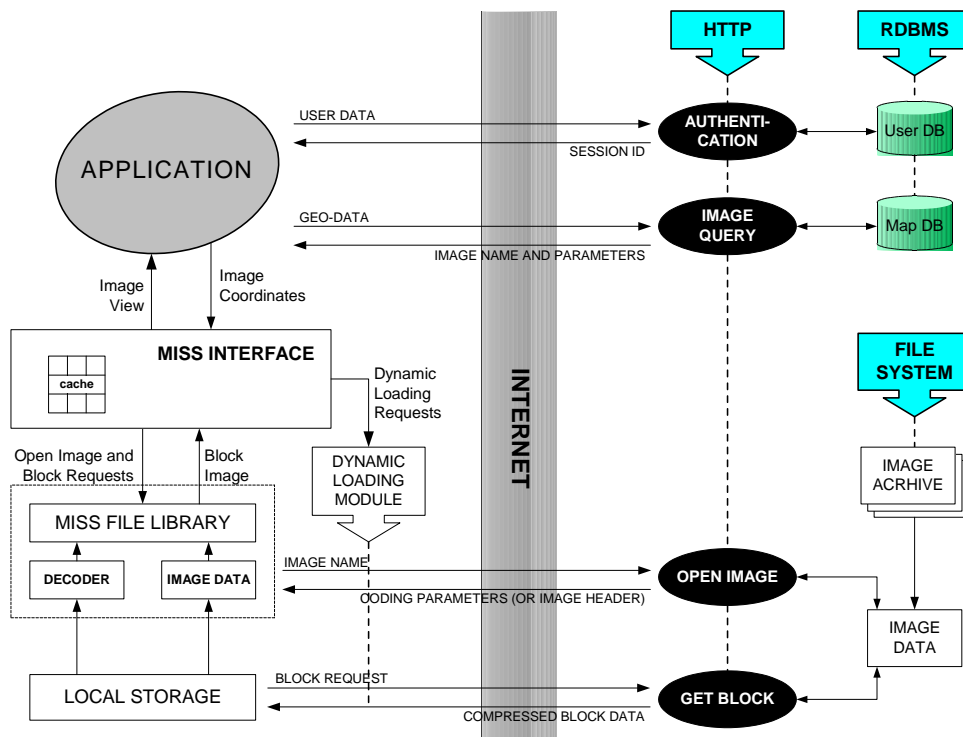 HTTP
RDBMS
USER DATA
AUTHENTI-
CATION
User DB
SESSION ID
APPLICATION
GEO-DATA
IMAGE
QUERY
Map DB
IMAGE NAME AND PARAMETERS
Image
View
Image
Coordinates
MISS INTERFACE
cache
Dynamic
Loading
Requests
INTERNET
FILE
SYSTEM
Open Image and
Block Requests
Block
Image
DYNAMIC
LOADING
MODULE
IMAGE
ACRHIVE
MISS FILE LIBRARY
DECODER
IMAGE DATA
IMAGE NAME
OPEN IMAGE
CODING PARAMETERS (OR IMAGE HEADER)
IMAGE
DATA
LOCAL STORAGE
BLOCK REQUEST
GET BLOCK
COMPRESSED BLOCK DATA